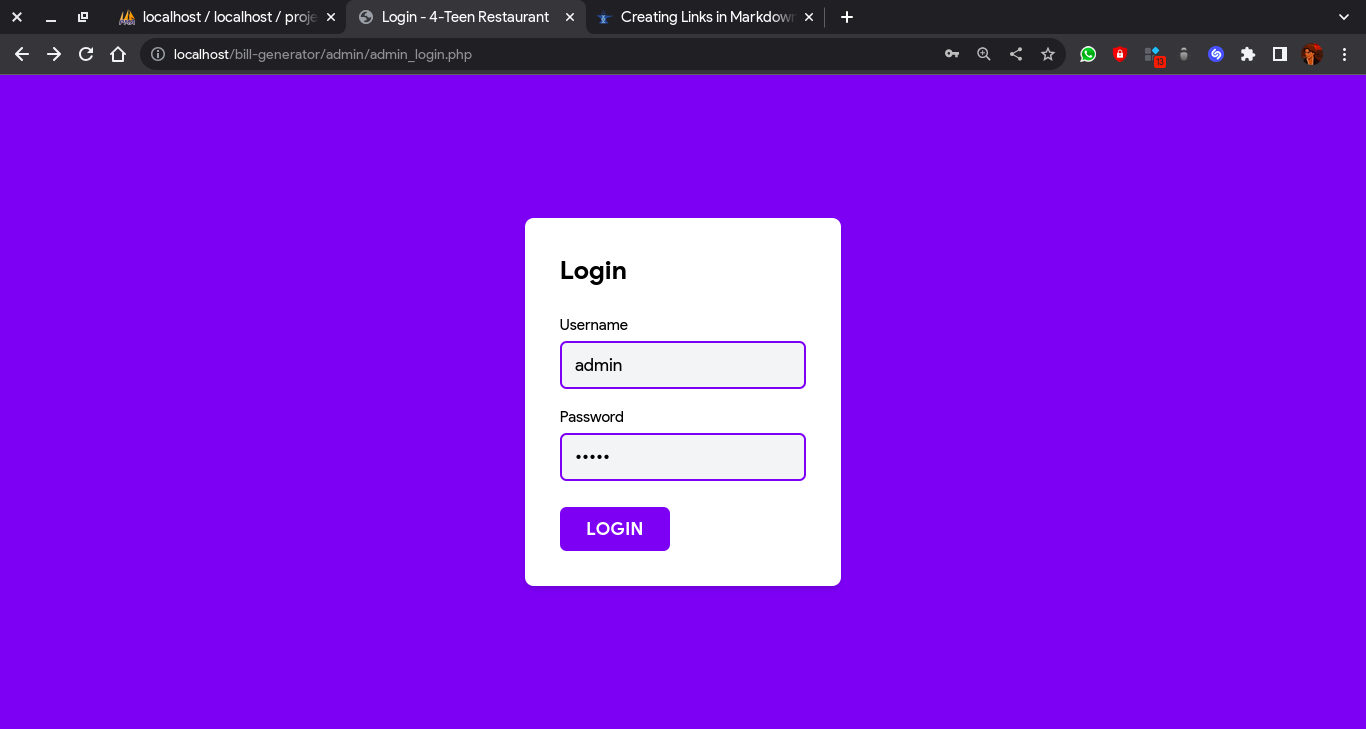 localhost / localhost / proje
Login - 4-Teen Restaurant
Creating Links in Markdown
localhost/bill-generator/admin/admin_login.php
13
Login
Username
admin
Password
•••••
LOGIN